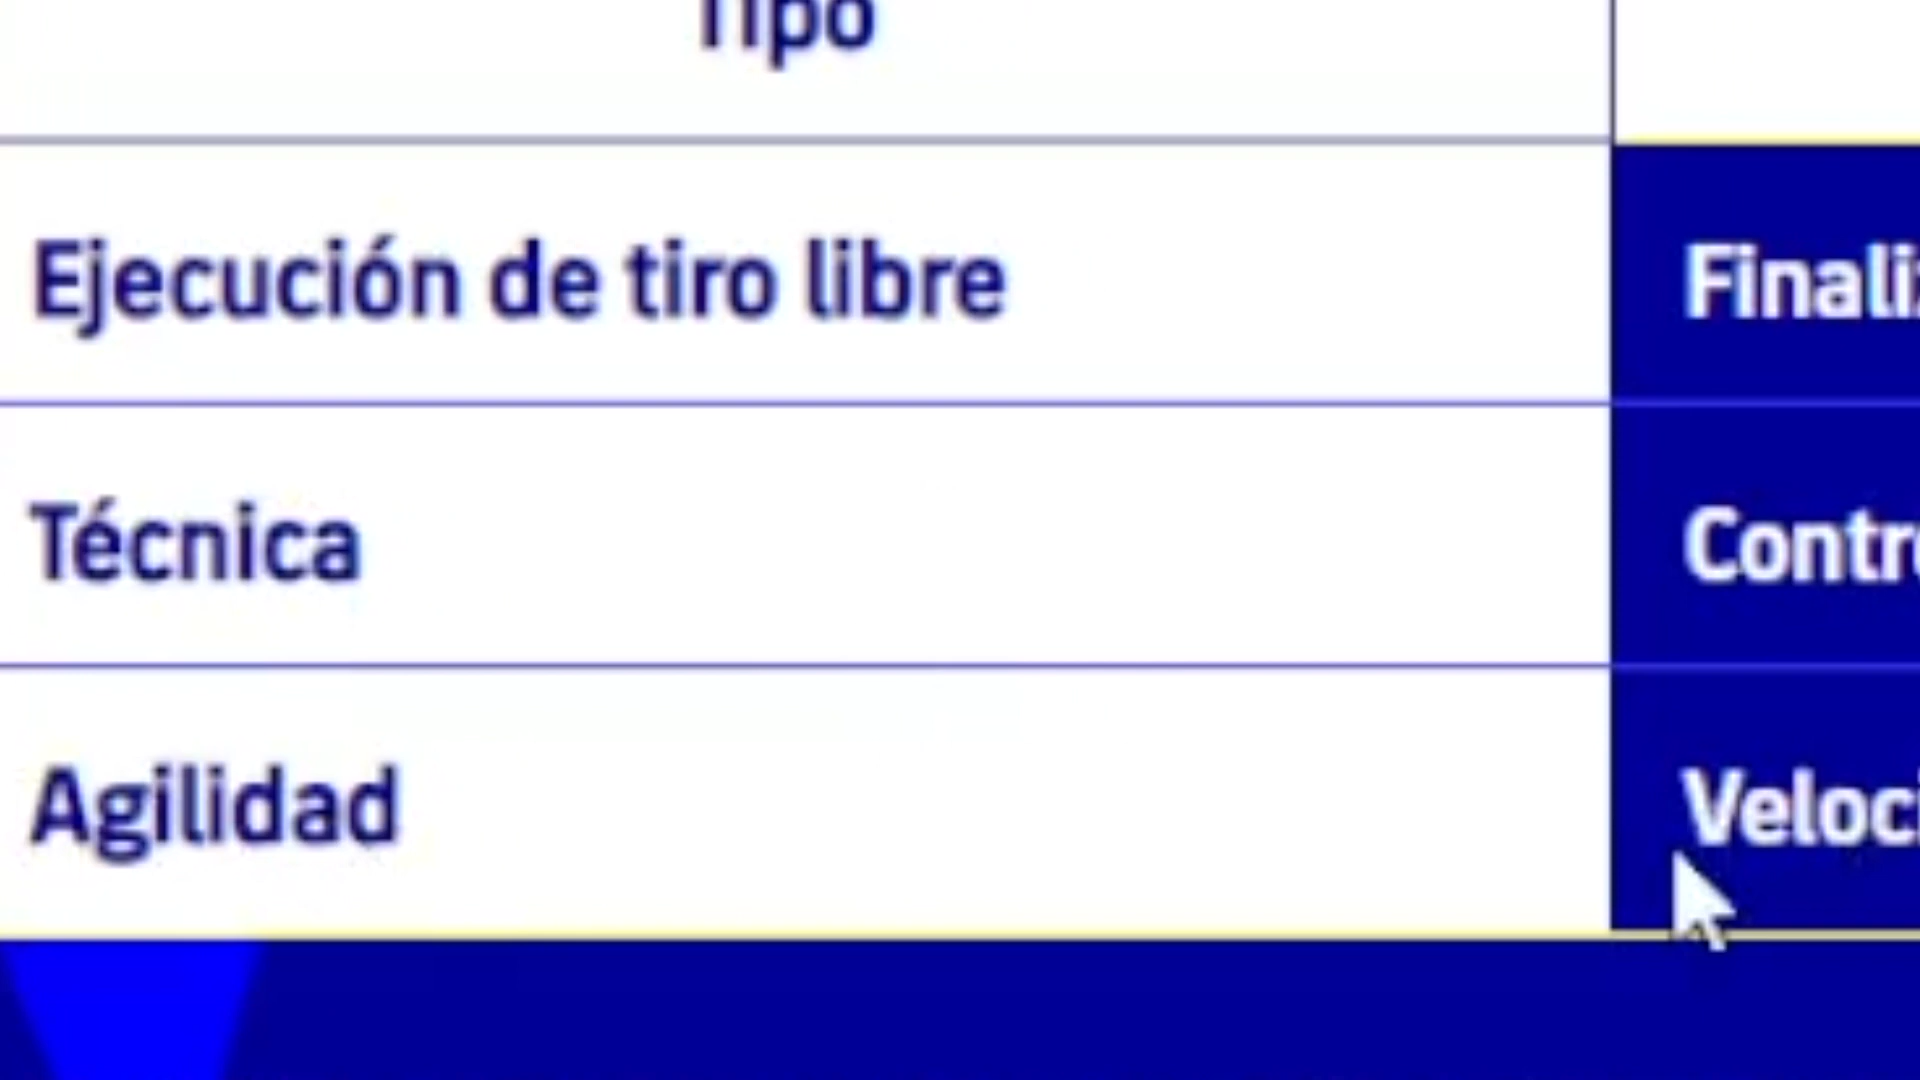 Tipo
Ejecución de tiro libre
Técnica
Agilidad